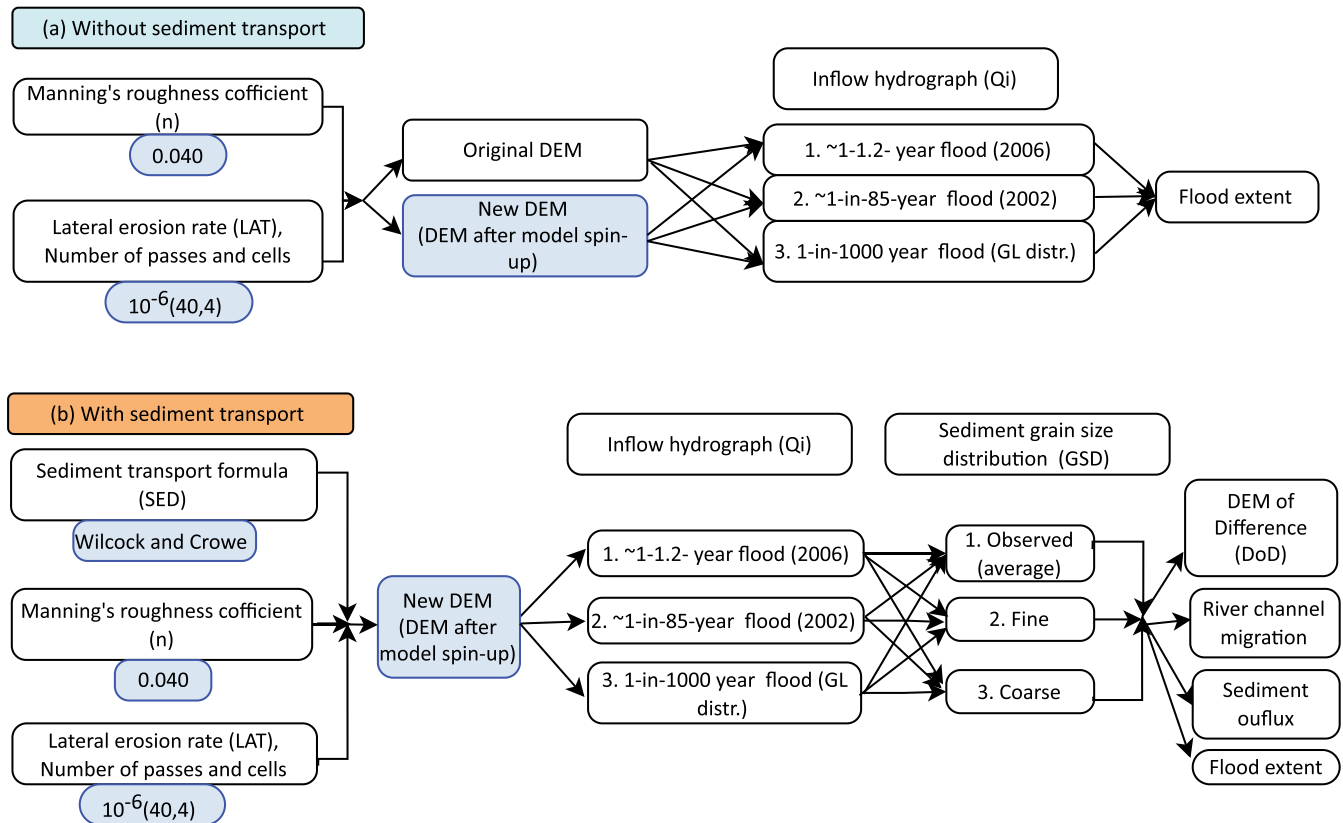 (a) Without sediment transport
Manning's roughness cofficient
(n)
0.040
Lateral erosion rate (LAT),
Number of passes and cells
10-6(40,4)
Original DEM
New DEM
(DEM after model spin-
up)
Inflow hydrograph (Qi)
1. ~1-1.2- year flood (2006)
2. ~1-in-85-year flood (2002)
3. 1-in-1000 year flood (GL distr.)
Flood extent
(b) With sediment transport
Sediment transport formula
(SED)
Wilcock and Crowe
Manning's roughness cofficient
(n)
0.040
Lateral erosion rate (LAT),
Number of passes and cells
10-6(40,4)
New DEM
(DEM after
model spin-up)
Inflow hydrograph (Qi)
1. ~1-1.2- year flood (2006)
2. ~1-in-85-year flood (2002)
3. 1-in-1000 year flood (GL
distr.)
Sediment grain size
distribution (GSD)
1. Observed
(average)
2. Fine
3. Coarse
DEM of
Difference
(DoD)
River channel
migration
Sediment
ouflux
Flood extent